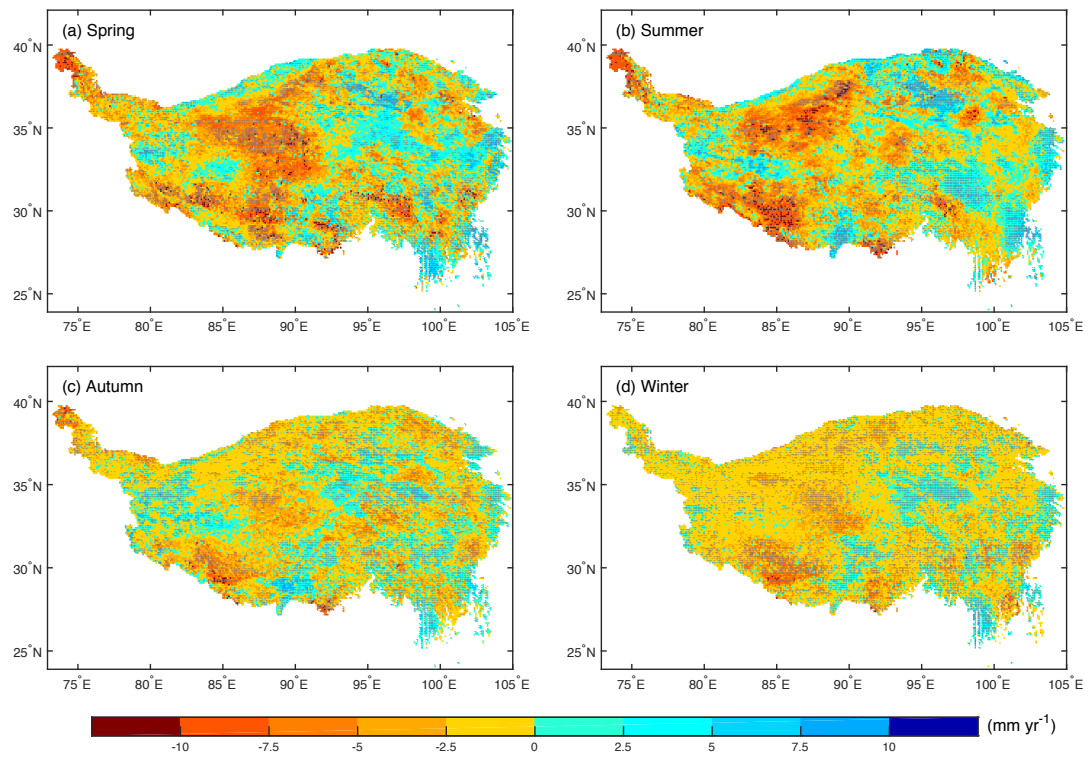 (a) Spring
(b) Summer
40°N
35°N
30°N
25°N
75°E 80°E 85°E 90°E 95°E 100°E 105°E
40°N
35°N
30°N
25°N
75°E 80°E 85°E 90°E 95°E 100°E 105°E
(c) Autumn
(d) Winter
40°N
35°N
30°N
25°N
75°E 80°E 85°E 90°E 95°E 100°E 105°E
40°N
35°N
30°N
25°N
75°E 80°E 85°E 90°E 95°E 100°E 105°E
(mm yr⁻¹)
-10 -7.5 -5 -2.5 0 2.5 5 7.5 10